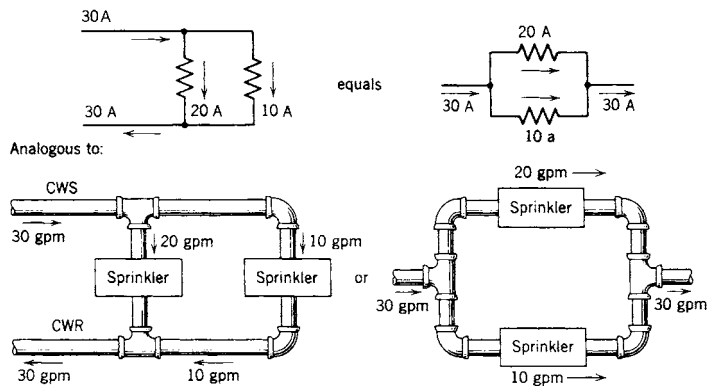 30 A
20 A
equals
30 A
20 A
10 A
30 A
30 A
10 a
Analogous to:
20 gpm
CWS
Sprinkler
30 gpm
20 gpm
10 gpm
Sprinkler
Sprinkler
or
30 gpm
30 gpm
CWR
Sprinkler
30 gpm
10 gpm
10 gpm